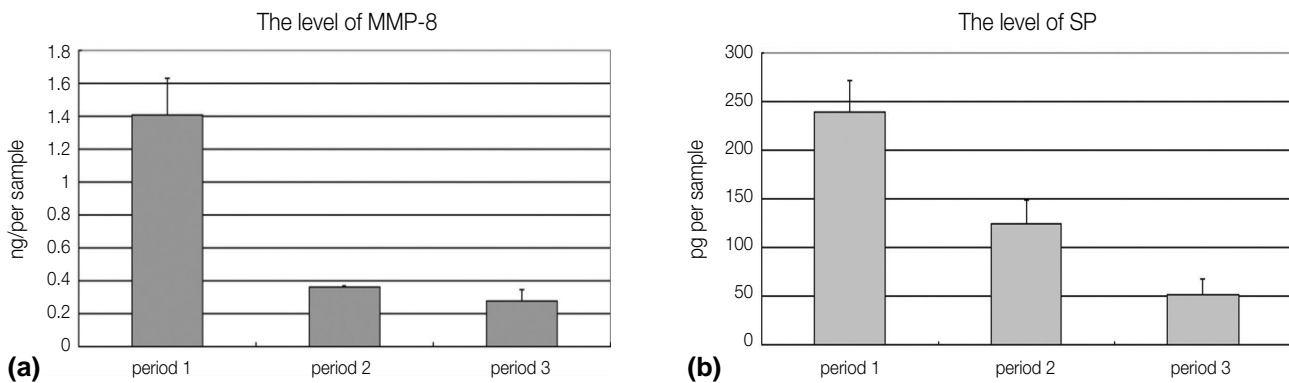 The level of MMP-8
ng/per sample
1.8
1.6
1.4
1.2
1
0.8
0.6
0.4
0.2
0
period 1 period 2 period 3
(a)
The level of SP
pg per sample
300
250
200
150
100
50
0
period 1 period 2 period 3
(b)